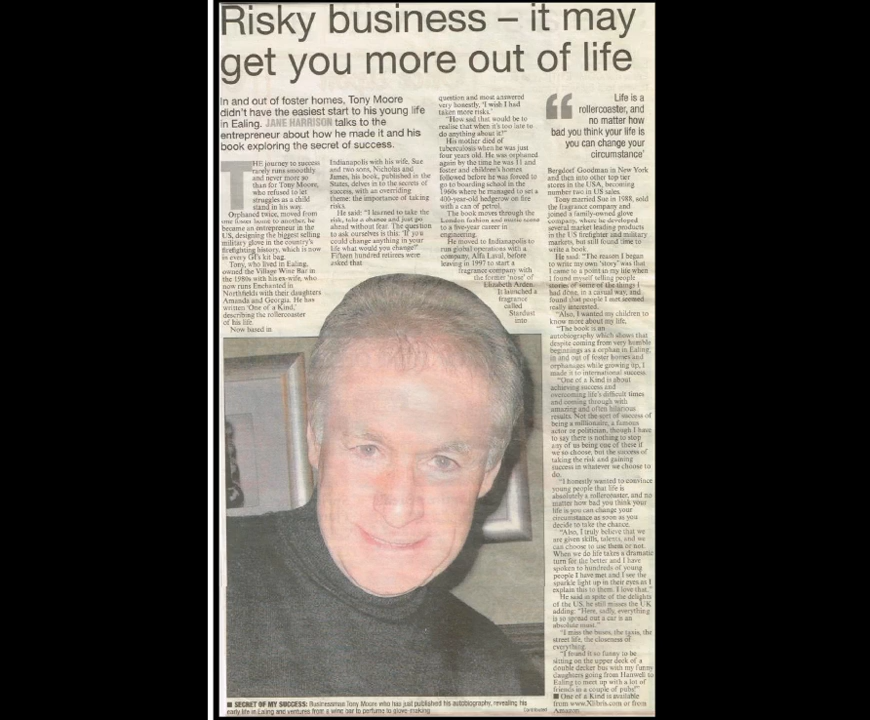 Risky business – it may
get you more out of life
In and out of foster homes, Tony Moore
didn't have the easiest start to his young life
in Ealing. JANE HARRISON talks to the
entrepreneur about how he made it and his
book exploring the secret of success.
THE journey to success
rarely runs smoothly
and never more so
than for Tony Moore,
who refused to let
struggles as a child
stand in his way.
Orphaned twice, moved from
one foster home to another, he
became an entrepreneur in the
US, designing the biggest selling
military glove in the country's
firefighting history, which is now
in every GI's kit bag.
Tony, who lived in Ealing,
owned the Village Wine Bar in
the 1980s with his ex-wife, who
now runs Enchanted in
Northfields with their daughters
Amanda and Georgia. He has
written 'One of a Kind,'
describing the rollercoaster
of his life.
Now based in
Indianapolis with his wife, Sue
and two sons, Nicholas and
James, his book, published in the
States, delves in to the secrets of
success, with an overriding
theme: the importance of taking
risks.
He said: "I learned to take the
risk, take a chance and just go
ahead without fear. The question
to ask ourselves is this: 'If you
could change anything in your
life what would you change?'
Fifteen hundred retirees were
asked that
question and most answered
very honestly, 'I wish I had
taken more risks.'
"How sad that would be to
realise that when it's too late to
do anything about it!"
His mother died of
tuberculosis when he was just
four years old. He was orphaned
again by the time he was 11 and
foster and children's homes
followed before he was forced to
go to boarding school in the
1960s where he managed to set a
400-year-old hedgerow on fire
with a can of petrol.
The book moves through the
London fashion and music scene
to a five-year career in
engineering.
He moved to Indianapolis to
run global operations with a
company, Alfa Laval, before
leaving in 1997 to start a
fragrance company with
the former 'nose' of
Elizabeth Arden.
It launched a
fragrance
called
Stardust
into
“ Life is a
rollercoaster, and
no matter how
bad you think your life is
you can change your
circumstance'
Bergdorf Goodman in New York
and then into other top tier
stores in the USA, becoming
number two in US sales.
Tony married Sue in 1988, sold
the fragrance company and
joined a family-owned glove
company, where he developed
several market leading products
in the US firefighter and military
markets, but still found time to
write a book.
He said: "The reason I began
to write my own 'story' was that
I came to a point in my life when
I found myself telling people
stories of some of the things I
had done, in a casual way, and
found that people I met seemed
really interested.
"Also, I wanted my children to
know more about my life.
"The book is an
autobiography which shows that
despite coming from very humble
beginnings as a orphan in Ealing,
in and out of foster homes and
orphanages while growing up, I
made it to international success.
"One of a Kind is about
achieving success and
overcoming life's difficult times
and coming through with
amazing and often hilarious
results. Not the sort of success of
being a millionaire, a famous
actor or politician, though I have
to say there is nothing to stop
any of us being one of these if
we so choose, but the success of
taking the risk and gaining
success in whatever we choose to
do.
"I honestly wanted to convince
young people that life is
absolutely a rollercoaster, and no
matter how bad you think your
life is you can change your
circumstance as soon as you
decide to take the chance.
"Also, I truly believe that we
are given skills, talents, and we
can choose to use them or not.
When we do life takes a dramatic
turn for the better and I have
spoken to hundreds of young
people I have met and I see the
sparkle light up in their eyes as I
explain this to them. I love that."
He said in spite of the delights
of the US, he still misses the UK
adding: "Here, sadly, everything
is so spread out a car is an
absolute must."
"I miss the buses, the taxis, the
street life, the closeness of
everything.
"I found it so funny to be
sitting on the upper deck of a
double decker bus with my funny
daughters going from Hanwell to
Ealing to meet up with a lot of
friends in a couple of pubs!"
■ One of a Kind is available
from www.Xlibris.com or from
Amazon.
■ SECRET OF MY SUCCESS: Businessman Tony Moore who has just published his autobiography, revealing his
early life in Ealing and ventures from a wine bar to perfume to glove-making